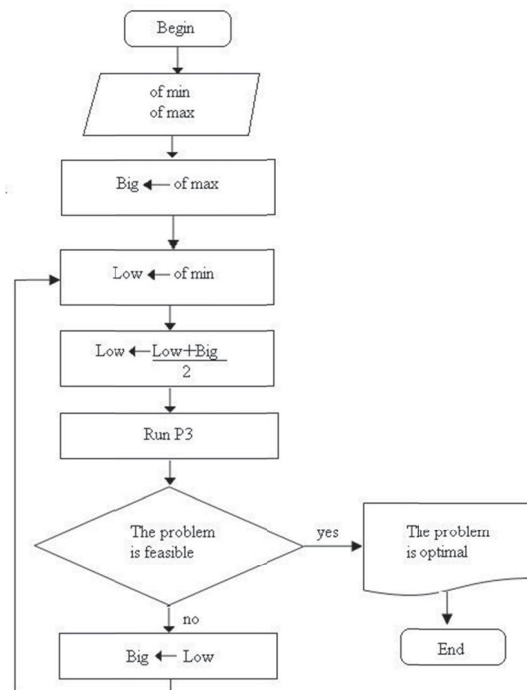 Begin
of min
of max
Big ← of max
Low ← of min
Low ← Low+Big
2
Run P3
The problem
is feasible
yes
The problem
is optimal
no
End
Big ← Low